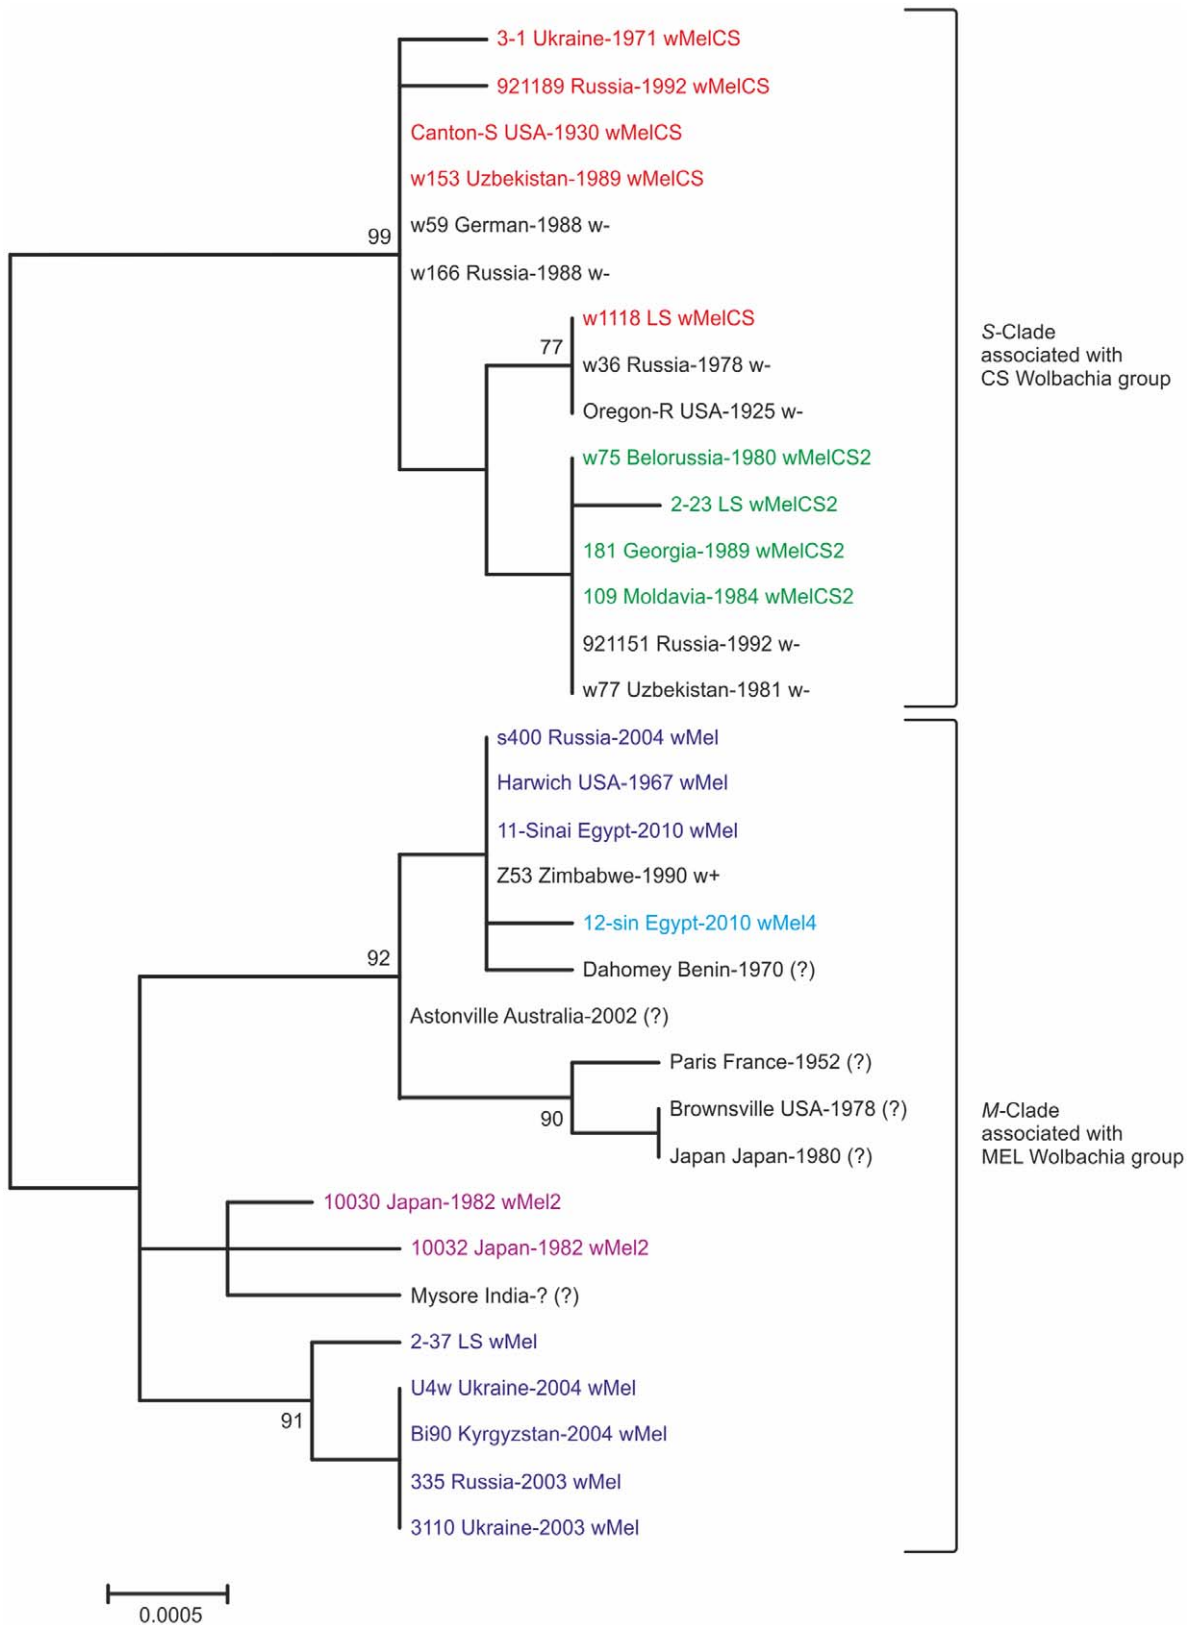 3-1 Ukraine-1971 wMelCS
921189 Russia-1992 wMelCS
Canton-S USA-1930 wMelCS
w153 Uzbekistan-1989 wMelCS
w59 German-1988 w-
99
w166 Russia-1988 w-
w1118 LS wMelCS
77
w36 Russia-1978 w-
Oregon-R USA-1925 w-
w75 Belorussia-1980 wMelCS2
2-23 LS wMelCS2
181 Georgia-1989 wMelCS2
109 Moldavia-1984 wMelCS2
921151 Russia-1992 w-
w77 Uzbekistan-1981 w-
S-Clade
associated with
CS Wolbachia group
s400 Russia-2004 wMel
Harwich USA-1967 wMel
11-Sinai Egypt-2010 wMel
Z53 Zimbabwe-1990 w+
12-sin Egypt-2010 wMel4
92
Dahomey Benin-1970 (?)
Astonville Australia-2002 (?)
Paris France-1952 (?)
90
Brownsville USA-1978 (?)
Japan Japan-1980 (?)
10030 Japan-1982 wMel2
10032 Japan-1982 wMel2
Mysore India-? (?)
2-37 LS wMel
U4w Ukraine-2004 wMel
91
Bi90 Kyrgyzstan-2004 wMel
335 Russia-2003 wMel
3110 Ukraine-2003 wMel
M-Clade
associated with
MEL Wolbachia group
0.0005